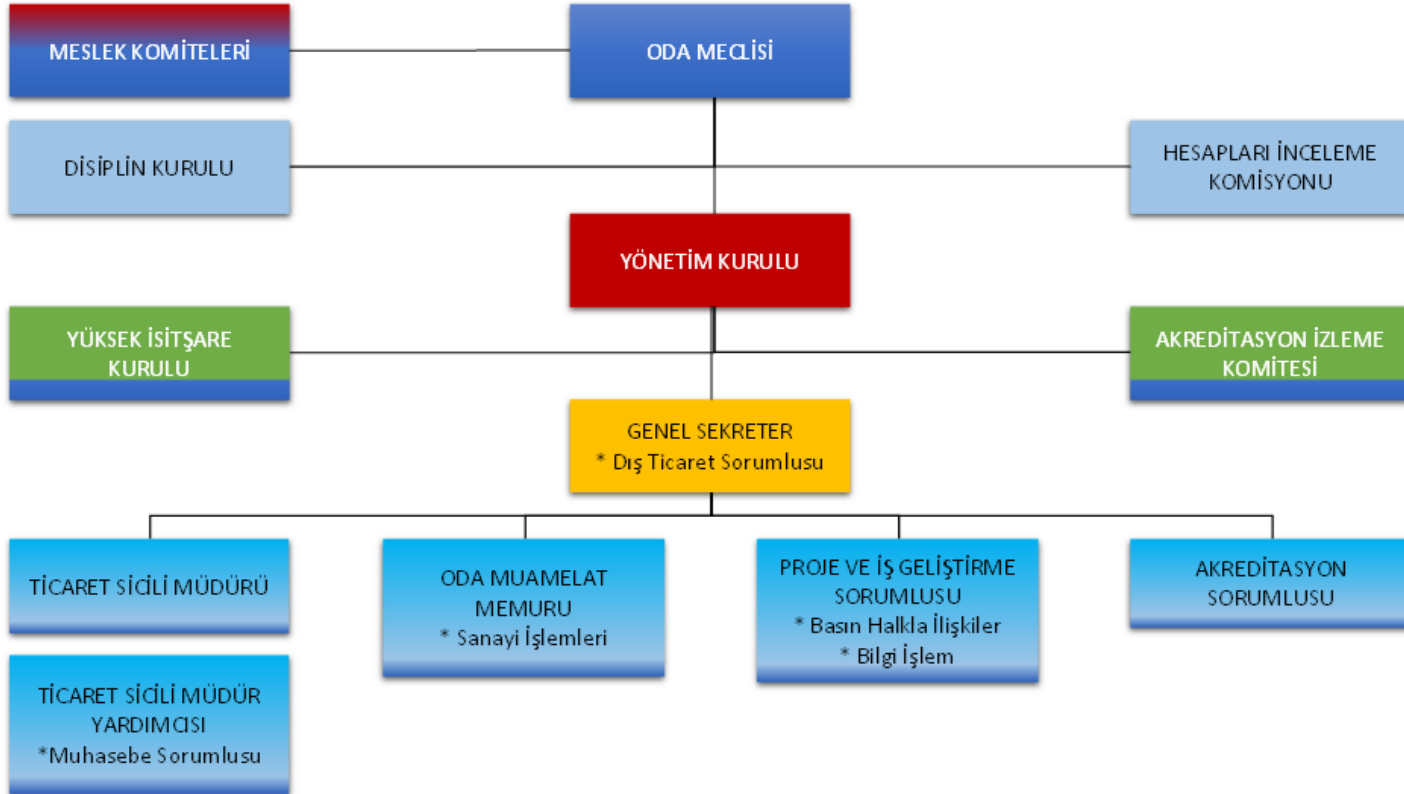 MESLEK KOMİTELERİ
ODA MECLİSİ
DİSİPLİN KURULU
HESAPLARI İNCELEME
KOMİSYONU
YÖNETİM KURULU
YÜKSEK İSİTŞARE
KURULU
AKREDİTASYON İZLEME
KOMİTESİ
GENEL SEKRETER
* Dış Ticaret Sorumlusu
TİCARET SİCİLİ MÜDÜRÜ
ODA MUAMELAT
MEMURU
* Sanayi İşlemleri
PROJE VE İŞ GELİŞTİRME
SORUMLUSU
* Basın Halkla İlişkiler
* Bilgi İşlem
AKREDİTASYON
SORUMLUSU
TİCARET SİCİLİ MÜDÜR
YARDIMCISI
*Muhasebe Sorumlusu